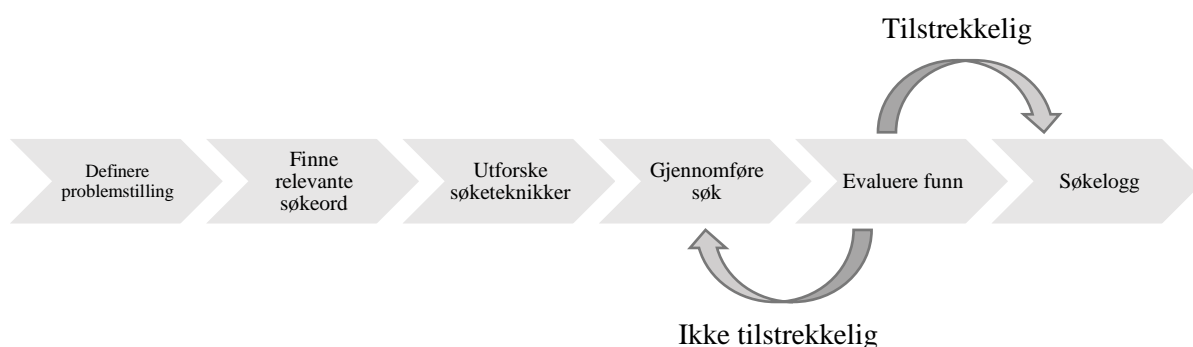 Tilstrekkelig
Definere
problemstilling
Finne
relevante
søkeord
Utforske
søketeknikker
Gjennomføre
søk
Evaluere funn
Søkelogg
Ikke tilstrekkelig